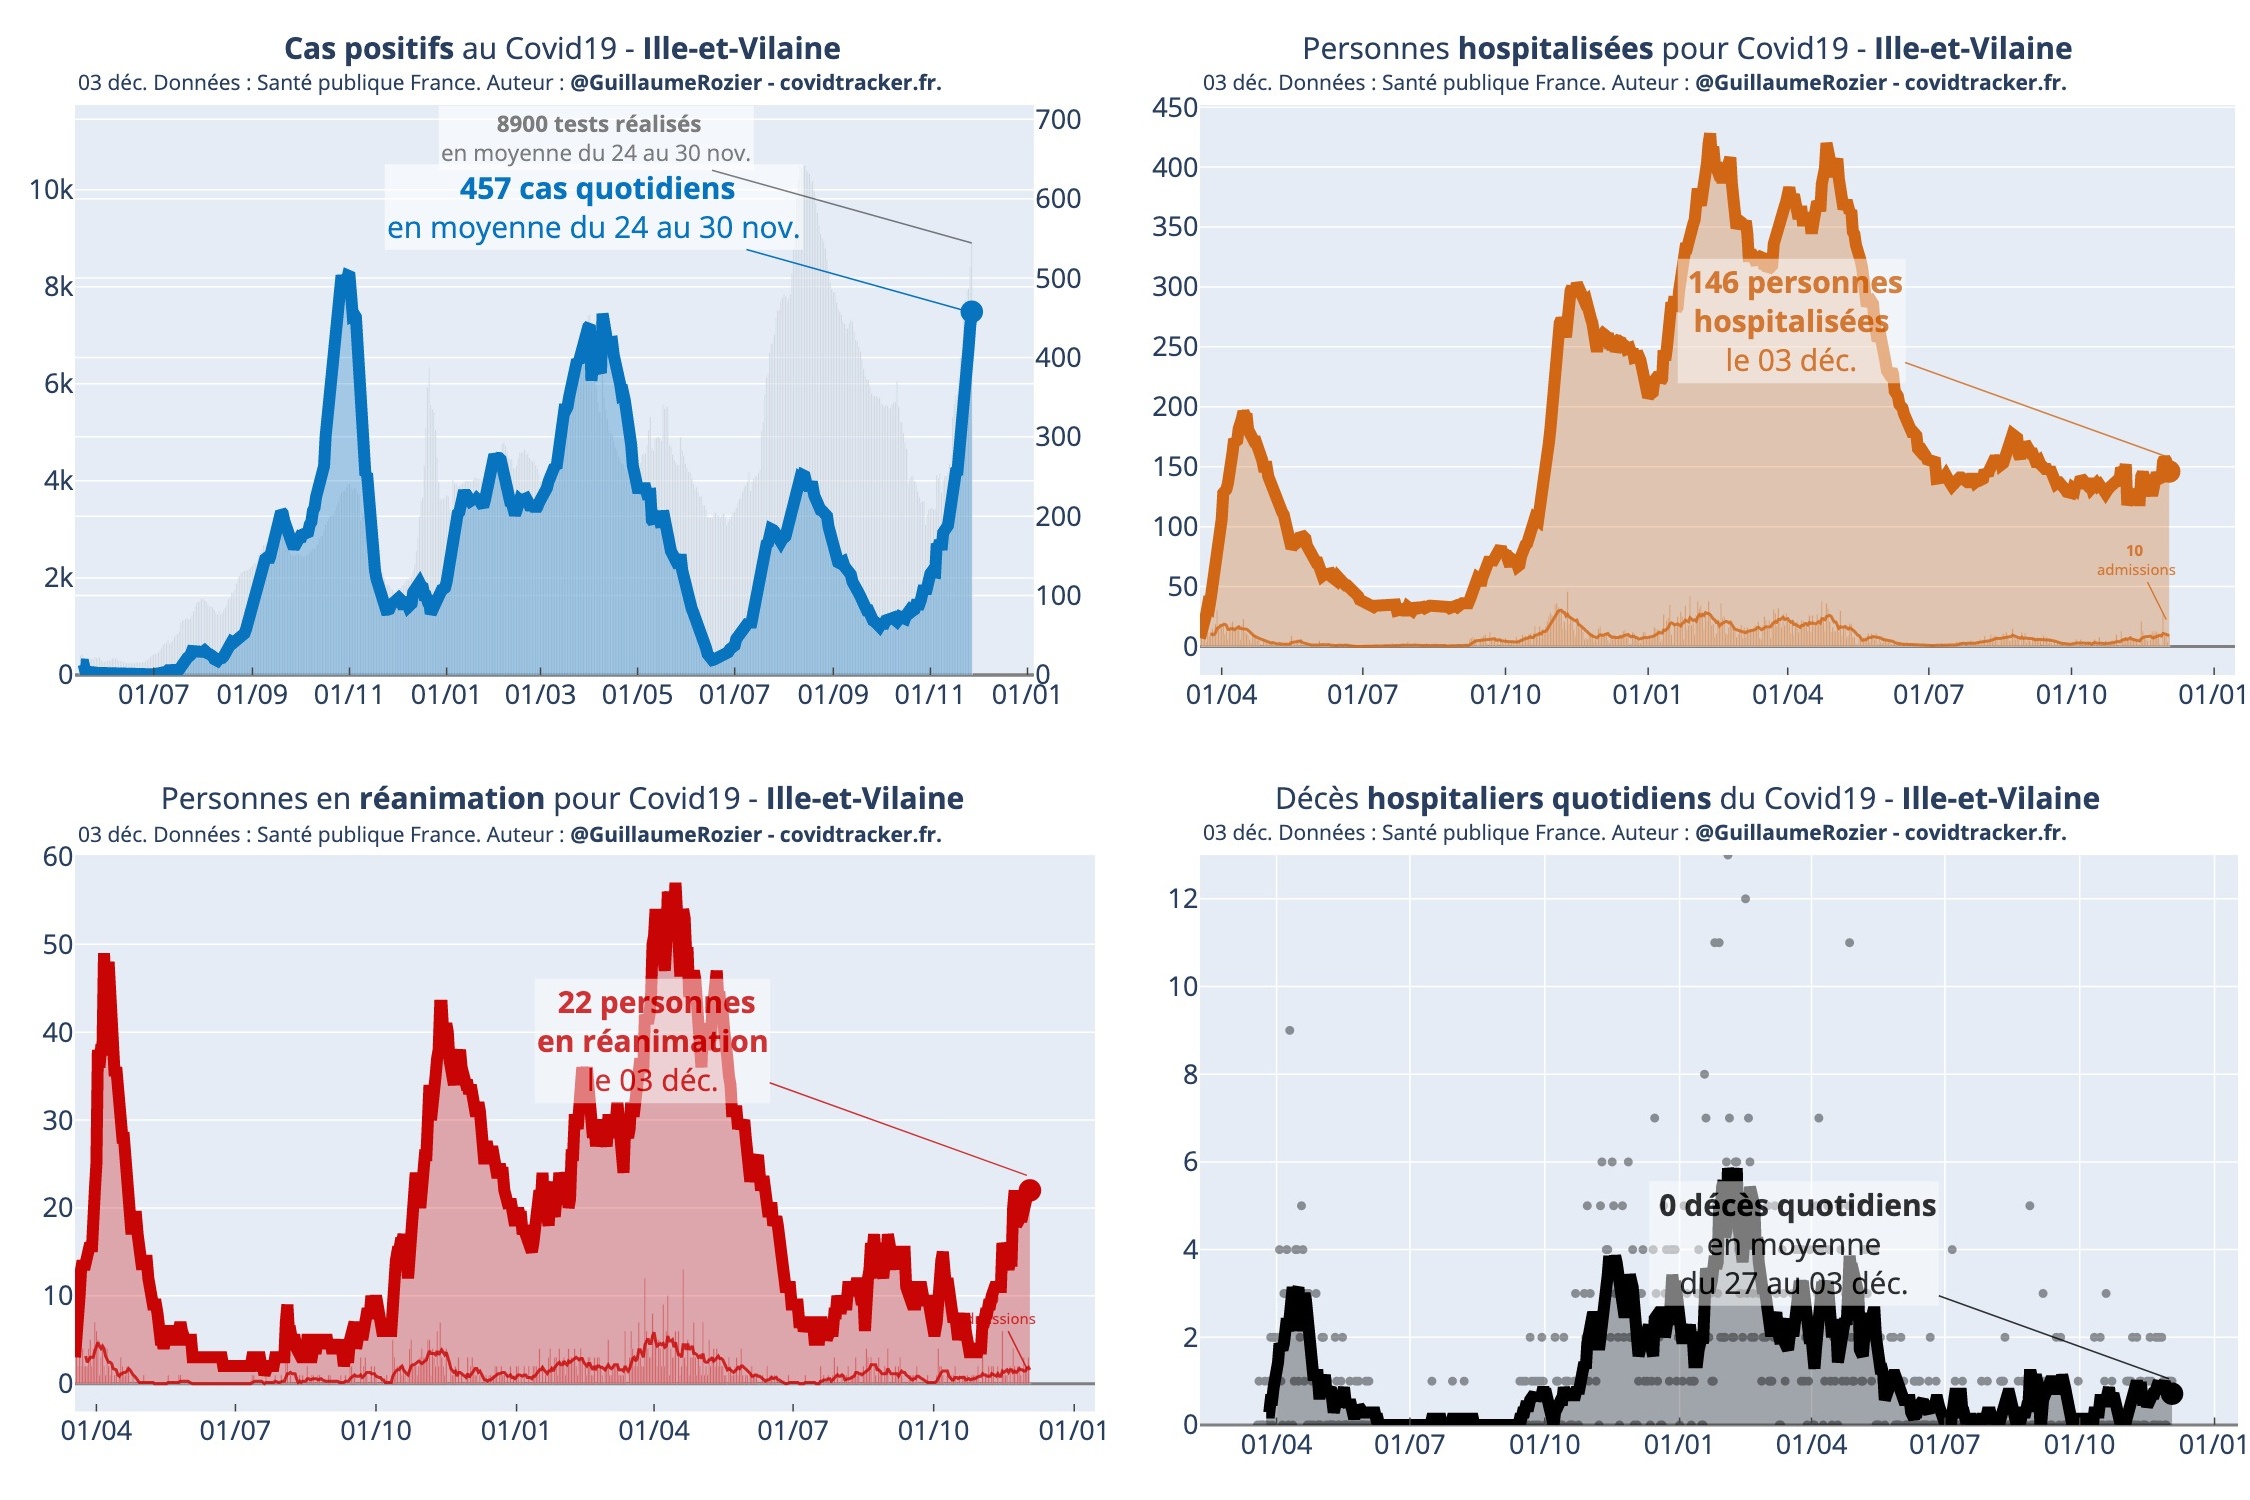 Cas positifs au Covid19 - Ille-et-Vilaine
03 déc. Données : Santé publique France. Auteur : @GuillaumeRozier - covidtracker.fr.
8900 tests réalisés
en moyenne du 24 au 30 nov.
457 cas quotidiens
en moyenne du 24 au 30 nov.
10k
8k
6k
4k
2k
0
700
600
500
400
300
200
100
0
01/07 01/09 01/11 01/01 01/03 01/05 01/07 01/09 01/11 01/01
Personnes hospitalisées pour Covid19 - Ille-et-Vilaine
03 déc. Données : Santé publique France. Auteur : @GuillaumeRozier - covidtracker.fr.
450
400
350
300
250
200
150
100
50
0
146 personnes
hospitalisées
le 03 déc.
10
admissions
01/04 01/07 01/10 01/01 01/04 01/07 01/10 01/01
Personnes en réanimation pour Covid19 - Ille-et-Vilaine
03 déc. Données : Santé publique France. Auteur : @GuillaumeRozier - covidtracker.fr.
60
50
40
30
20
10
0
22 personnes
en réanimation
le 03 déc.
01/04 01/07 01/10 01/01 01/04 01/07 01/10 01/01
Décès hospitaliers quotidiens du Covid19 - Ille-et-Vilaine
03 déc. Données : Santé publique France. Auteur : @GuillaumeRozier - covidtracker.fr.
12
10
8
6
4
2
0
0 décès quotidiens
en moyenne
du 27 au 03 déc.
01/04 01/07 01/10 01/01 01/04 01/07 01/10 01/01